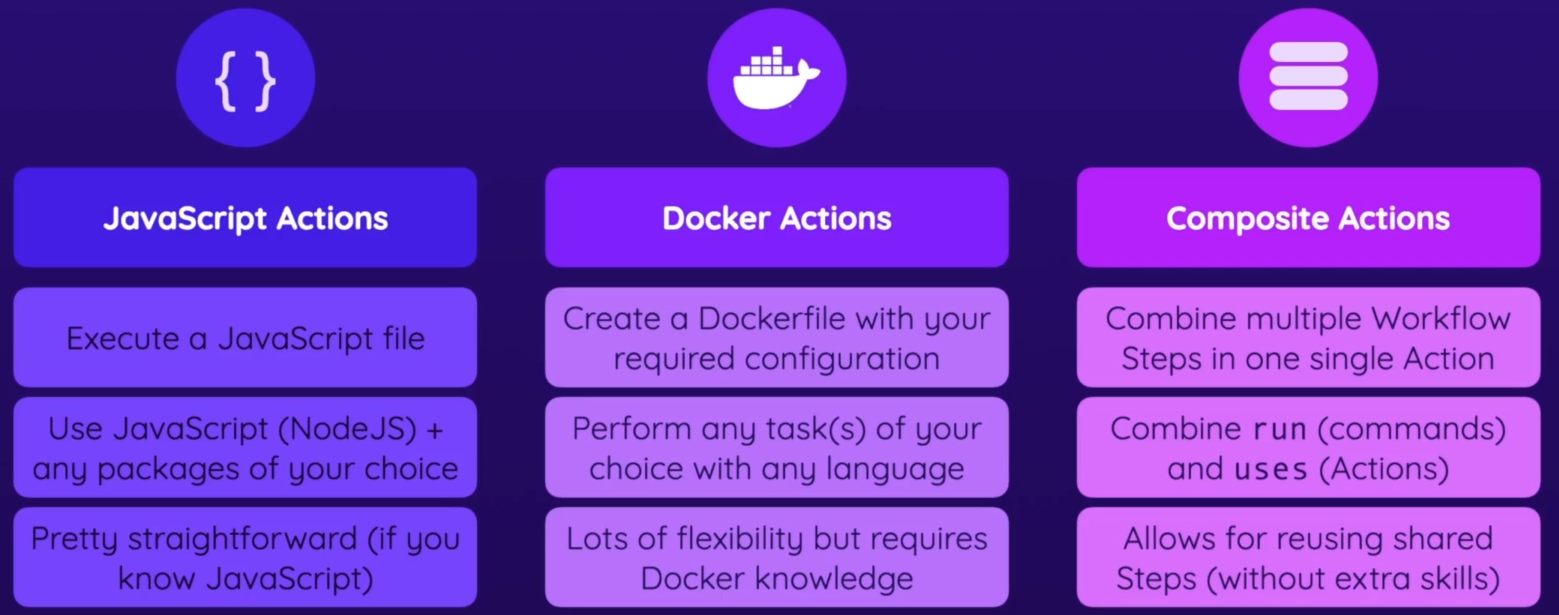 { }
JavaScript Actions
Execute a JavaScript file
Use JavaScript (NodeJS) +
any packages of your choice
Pretty straightforward (if you
know JavaScript)
Docker Actions
Create a Dockerfile with your
required configuration
Perform any task(s) of your
choice with any language
Lots of flexibility but requires
Docker knowledge
Composite Actions
Combine multiple Workflow
Steps in one single Action
Combine run (commands)
and uses (Actions)
Allows for reusing shared
Steps (without extra skills)